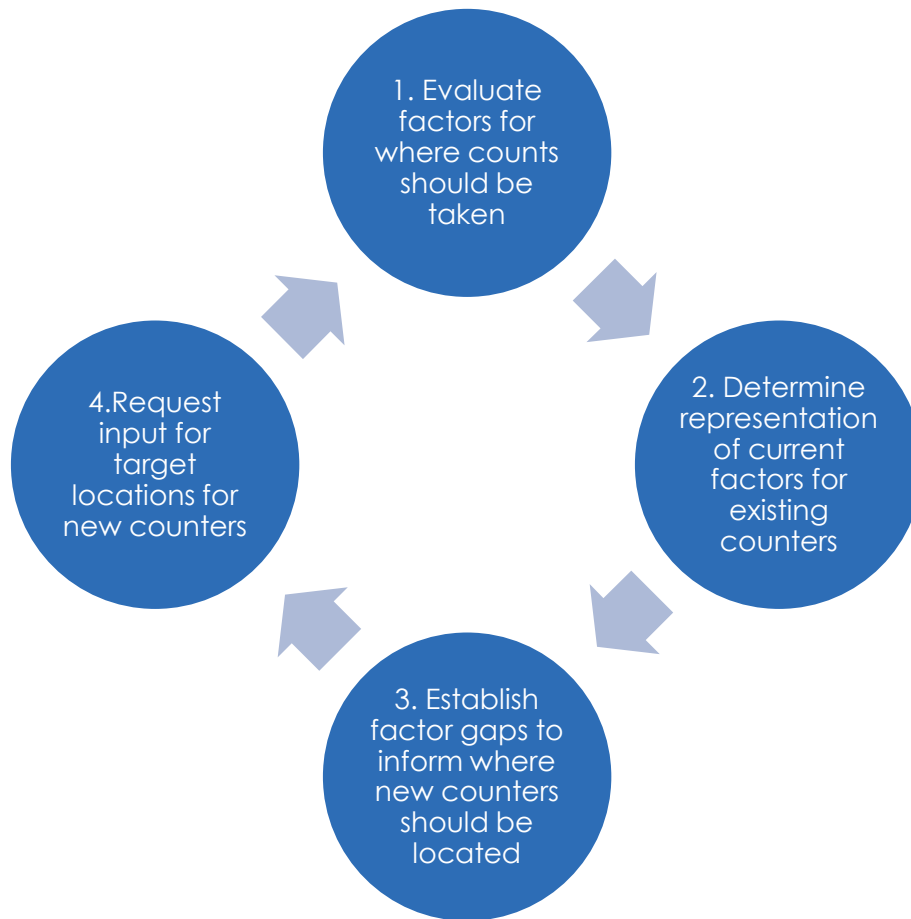 1. Evaluate
factors for
where counts
should be
taken
2. Determine
representation
of current
factors for
existing
counters
3. Establish
factor gaps to
inform where
new counters
should be
located
4.Request
input for
target
locations for
new counters